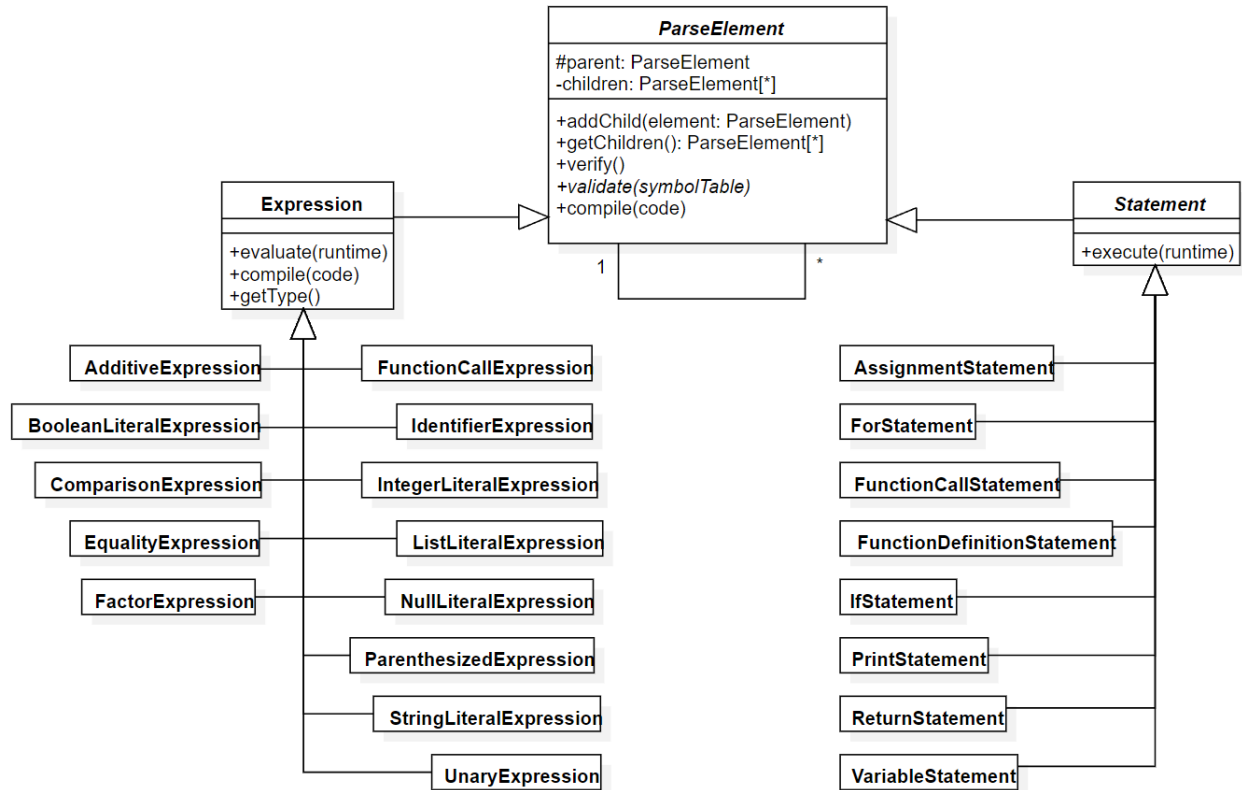 ParseElement
#parent: ParseElement
-children: ParseElement[*]
+addChild(element: ParseElement)
+getChildren(): ParseElement[*]
+verify()
+validate(symbolTable)
+compile(code)
1
*
Expression
+evaluate(runtime)
+compile(code)
+getType()
Statement
+execute(runtime)
AdditiveExpression
FunctionCallExpression
BooleanLiteralExpression
IdentifierExpression
ComparisonExpression
IntegerLiteralExpression
EqualityExpression
ListLiteralExpression
FactorExpression
NullLiteralExpression
ParenthesizedExpression
StringLiteralExpression
UnaryExpression
AssignmentStatement
ForStatement
FunctionCallStatement
FunctionDefinitionStatement
IfStatement
PrintStatement
ReturnStatement
VariableStatement